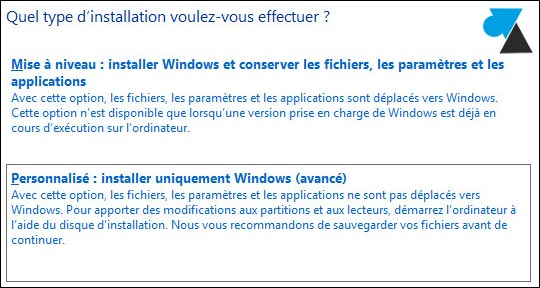 Quel type d'installation voulez-vous effectuer ?
Mise à niveau : installer Windows et conserver les fichiers, les paramètres et les
applications
Avec cette option, les fichiers, les paramètres et les applications sont déplacés vers Windows.
Cette option n'est disponible que lorsqu'une version prise en charge de Windows est déjà en
cours d'exécution sur l'ordinateur.
Personnalisé : installer uniquement Windows (avancé)
Avec cette option, les fichiers, les paramètres et les applications ne sont pas déplacés vers
Windows. Pour apporter des modifications aux partitions et aux lecteurs, démarrez l'ordinateur à
l'aide du disque d'installation. Nous vous recommandons de sauvegarder vos fichiers avant de
continuer.